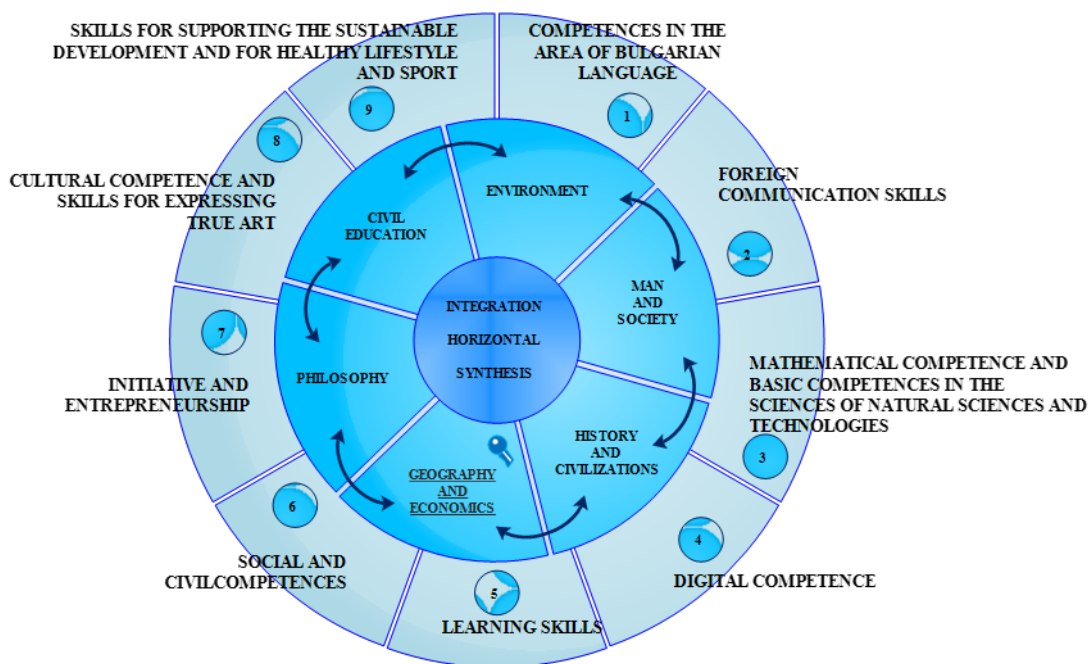 SKILLS FOR SUPPORTING THE SUSTAINABLE
DEVELOPMENT AND FOR HEALTHY LIFESTYLE
AND SPORT
9
COMPETENCES IN THE
AREA OF BULGARIAN
LANGUAGE
1
FOREIGN
COMMUNICATION SKILLS
2
MATHEMATICAL COMPETENCE AND
BASIC COMPETENCES IN THE
SCIENCES OF NATURAL SCIENCES AND
TECHNOLOGIES
3
4
DIGITAL COMPETENCE
5
LEARNING SKILLS
6
SOCIAL AND
CIVILCOMPETENCES
7
INITIATIVE AND
ENTREPRENEURSHIP
8
CULTURAL COMPETENCE AND
SKILLS FOR EXPRESSING
TRUE ART
ENVIRONMENT
MAN
AND
SOCIETY
HISTORY
AND
CIVILIZATIONS
GEOGRAPHY
AND
ECONOMICS
PHILOSOPHY
CIVIL
EDUCATION
INTEGRATION
HORIZONTAL
SYNTHESIS